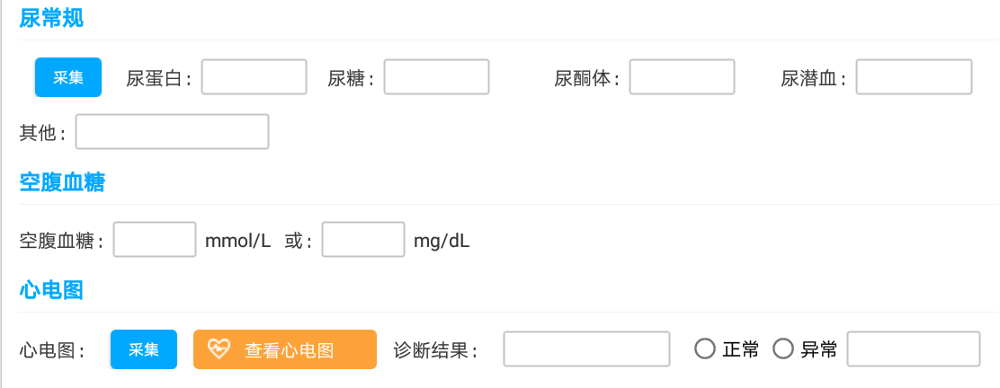 尿常规
采集 尿蛋白: 尿糖: 尿酮体: 尿潜血:
其他:
空腹血糖
空腹血糖: mmol/L 或: mg/dL
心电图
心电图: 采集 查看心电图 诊断结果: 正常 异常